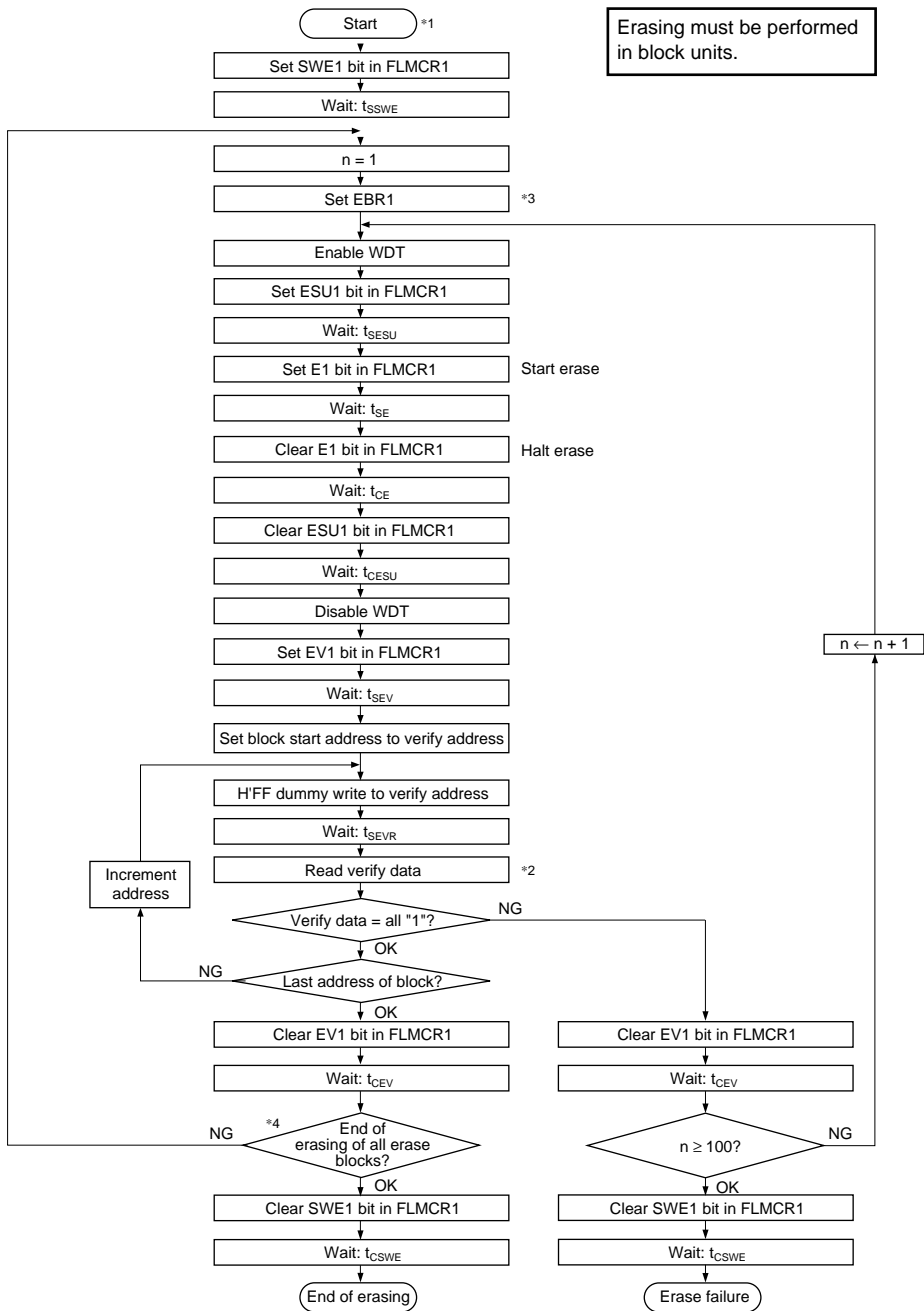 Start
*1
Erasing must be performed
in block units.
Set SWE1 bit in FLMCR1
Wait: tSSWE
n = 1
Set EBR1
*3
Enable WDT
Set ESU1 bit in FLMCR1
Wait: tSESU
Set E1 bit in FLMCR1
Start erase
Wait: tSE
Clear E1 bit in FLMCR1
Halt erase
Wait: tCE
Clear ESU1 bit in FLMCR1
Wait: tCESU
Disable WDT
Set EV1 bit in FLMCR1
n ← n + 1
Wait: tSEV
Set block start address to verify address
H'FF dummy write to verify address
Wait: tSEVR
Increment
address
Read verify data
*2
Verify data = all "1"?
NG
OK
NG
Last address of block?
OK
Clear EV1 bit in FLMCR1
Clear EV1 bit in FLMCR1
Wait: tCEV
Wait: tCEV
NG
*4
End of
erasing of all erase
blocks?
n ≥ 100?
NG
OK
OK
Clear SWE1 bit in FLMCR1
Clear SWE1 bit in FLMCR1
Wait: tCSWE
Wait: tCSWE
End of erasing
Erase failure